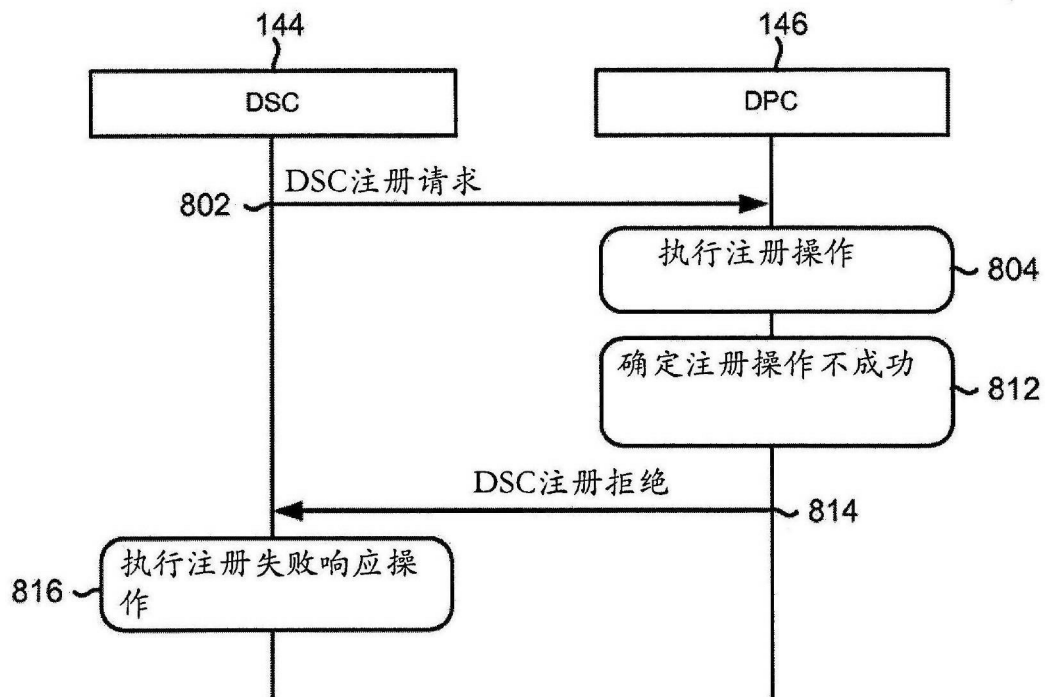 144
146
DSC
DPC
DSC注册请求
802
执行注册操作
804
确定注册操作不成功
812
DSC注册拒绝
814
执行注册失败响应操
作
816